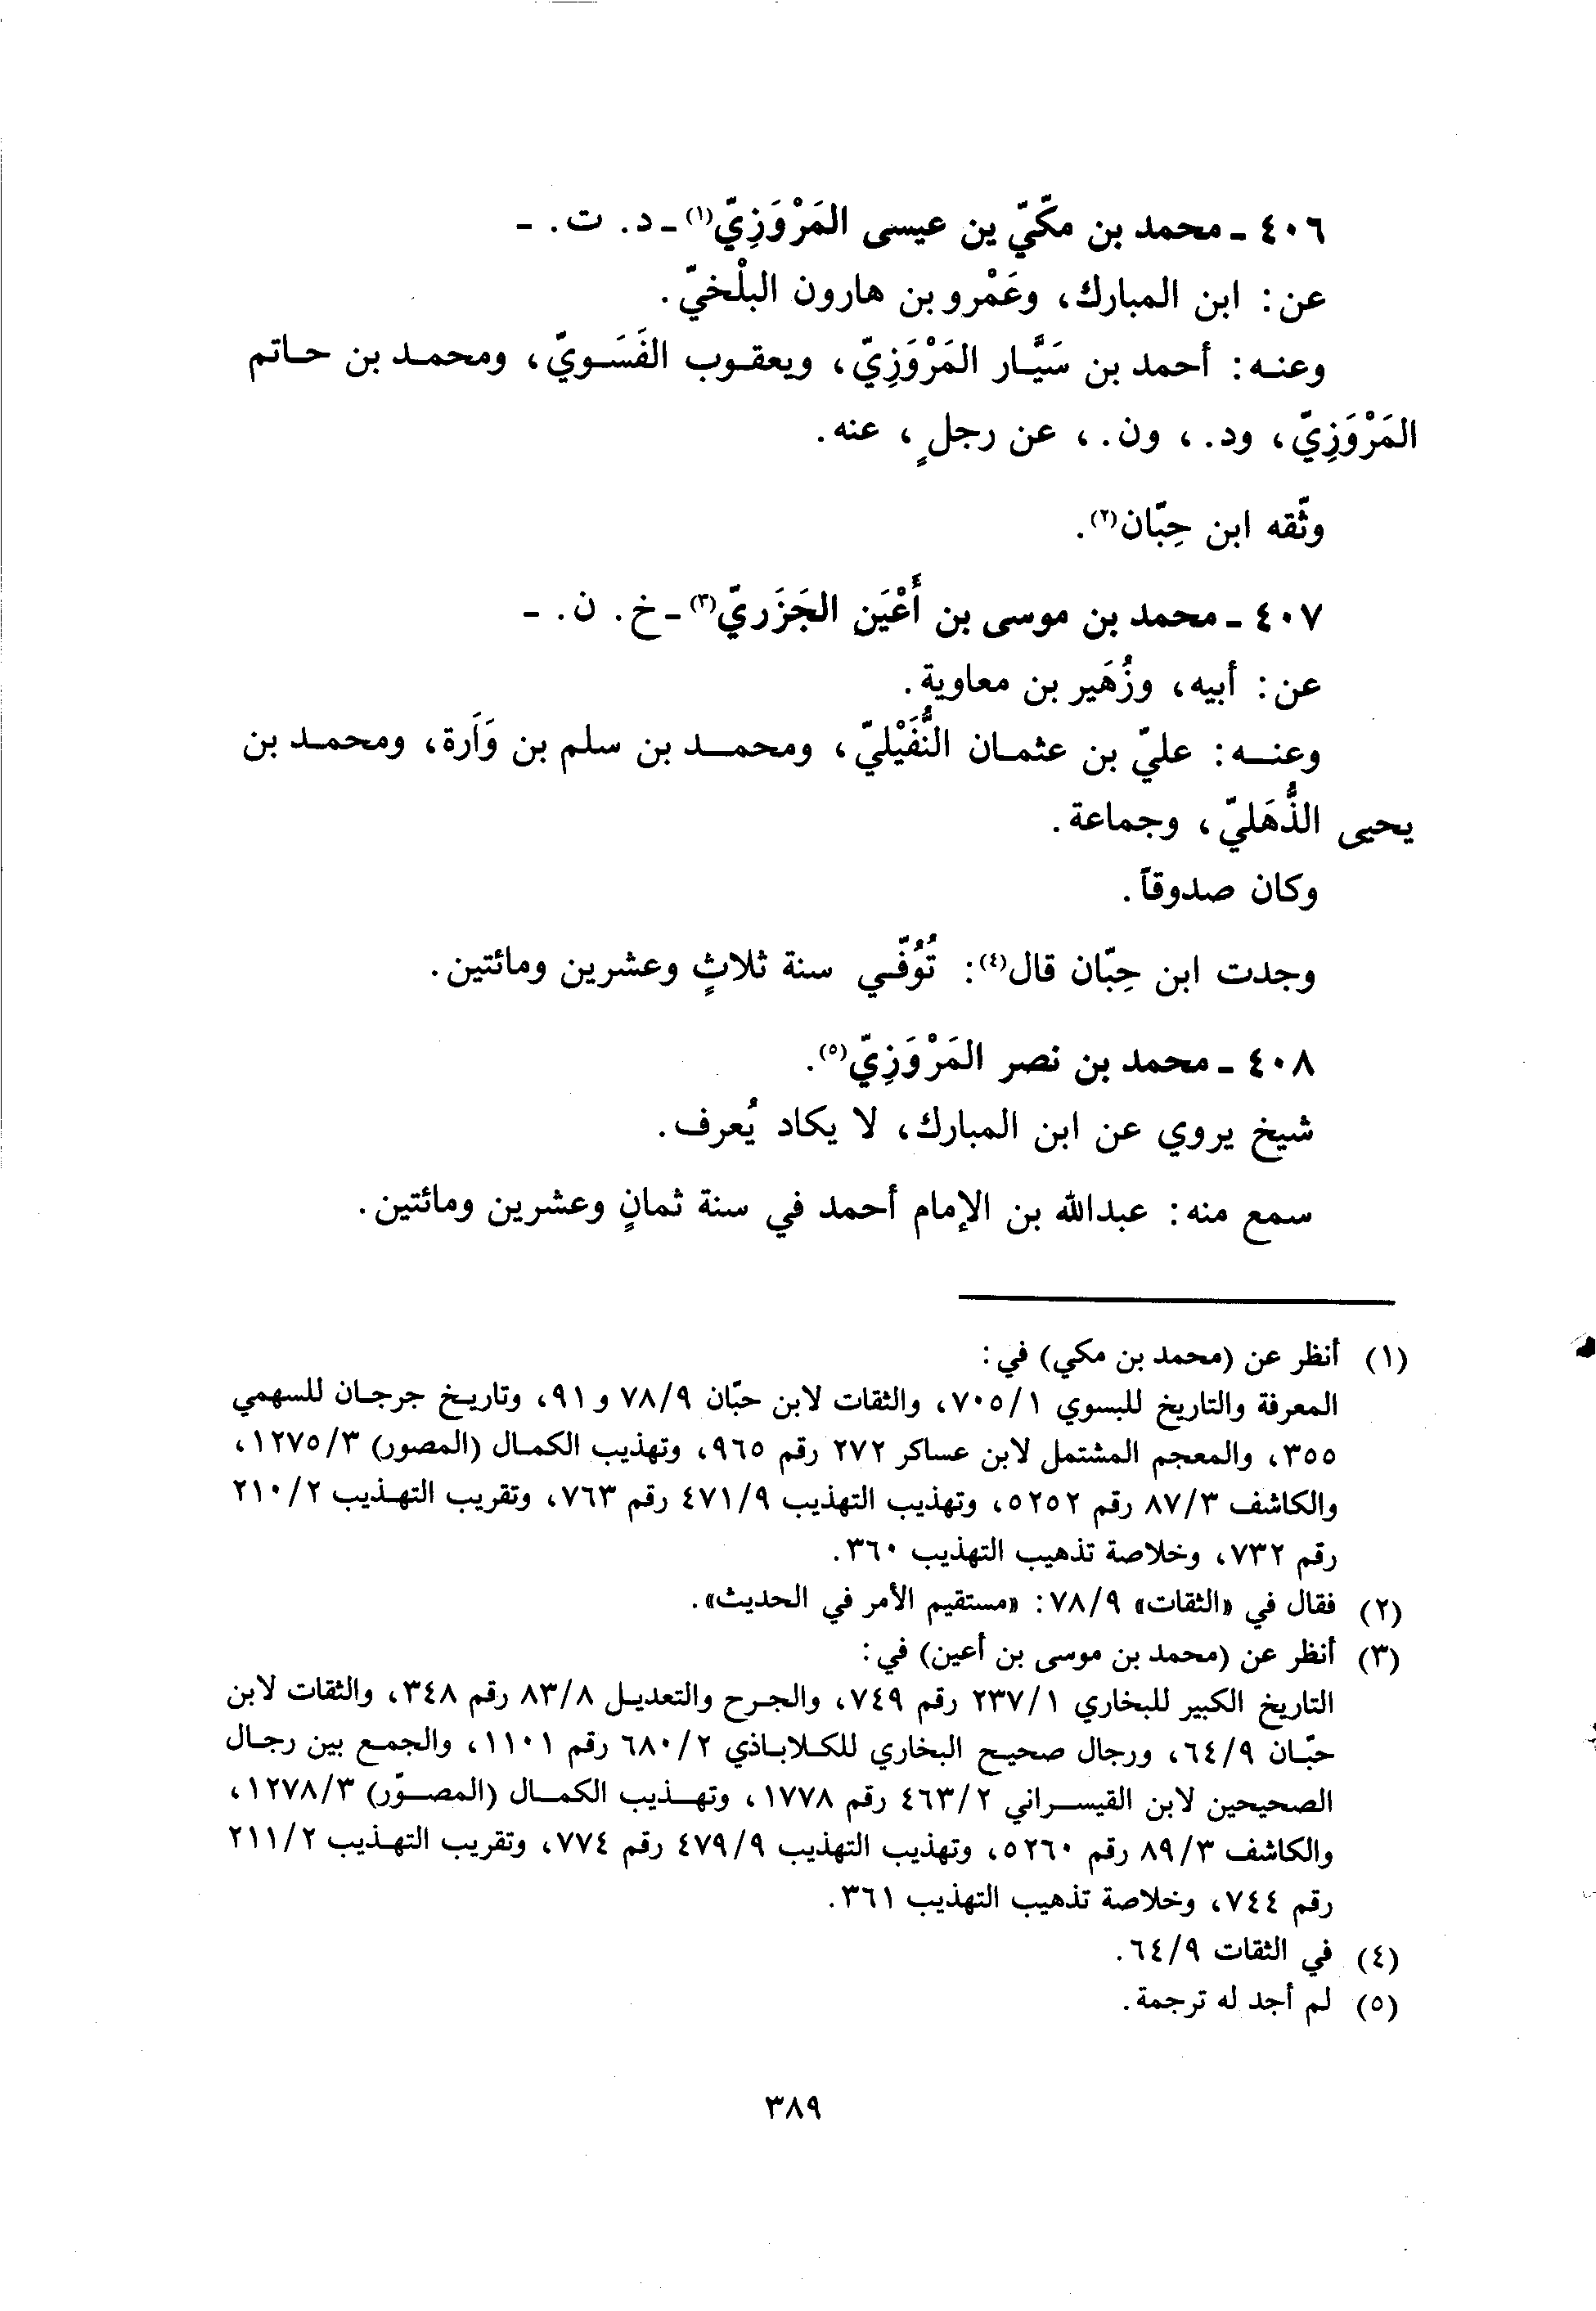 ٤٠٦ ـ محمد بن مكّيّ ين عيسى المَرْوَزِيّ(١) ـ د. ت. ـ
عن: ابن المبارك، وعَمْرو بن هارون البلْخيّ.
وعنه: أحمد بن سَيَّار المَرْوَزِيّ، ويعقوب الفَسَويّ، ومحمد بن حاتم
المَرْوَزِيّ، ود.، ون.، عن رجلٍ، عنه.
وثّقه ابن حِبّان(٢).
٤٠٧ ـ محمد بن موسى بن أَعْيَن الجَزَريّ(٣) ـ خ. ن. ـ
عن: أبيه، وزُهَير بن معاوية.
وعنه: عليّ بن عثمان النُّفَيْليّ، ومحمد بن سلم بن وَارة، ومحمد بن
يحيى الذُّهَليّ، وجماعة.
وكان صدوقاً.
وجدت ابن حِبّان قال(٤): تُوُفّي سنة ثلاثٍ وعشرين ومائتين.
٤٠٨ ـ محمد بن نصر المَرْوَزِيّ(٥).
شيخ يروي عن ابن المبارك، لا يكاد يُعرف.
سمع منه: عبدالله بن الإمام أحمد في سنة ثمانٍ وعشرين ومائتين.
(١) أنظر عن (محمد بن مكي) في:
المعرفة والتاريخ للبسوي ٧٠٥/١، والثقات لابن حبّان ٧٨/٩ و ٩١، وتاريخ جرجان للسهمي
٣٥٥، والمعجم المشتمل لابن عساكر ٢٧٢ رقم ٩٦٥، وتهذيب الكمال (المصور) ١٢٧٥/٣،
والكاشف ٨٧/٣ رقم ٥٢٥٢، وتهذيب التهذيب ٤٧١/٩ رقم ٧٦٣، وتقريب التهذيب ٢١٠/٢
رقم ٧٣٢، وخلاصة تذهيب التهذيب ٣٦٠.
(٢) فقال في «الثقات» ٧٨/٩: «مستقيم الأمر في الحديث».
(٣) أنظر عن (محمد بن موسى بن أعين) في:
التاريخ الكبير للبخاري ٢٣٧/١ رقم ٧٤٩، والجرح والتعديل ٨٣/٨ رقم ٣٤٨، والثقات لابن
حبّان ٦٤/٩، ورجال صحيح البخاري للكلاباذي ٦٨٠/٢ رقم ١١٠١، والجمع بين رجال
الصحيحين لابن القيسراني ٤٦٣/٢ رقم ١٧٧٨، وتهذيب الكمال (المصوّر) ١٢٧٨/٣،
والكاشف ٨٩/٣ رقم ٥٢٦٠، وتهذيب التهذيب ٤٧٩/٩ رقم ٧٧٤، وتقريب التهذيب ٢١١/٢
رقم ٧٤٤، وخلاصة تذهيب التهذيب ٣٦١.
(٤) في الثقات ٦٤/٩.
(٥) لم أجد له ترجمة.
٣٨٩